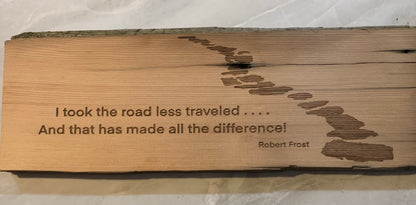 I took the road less traveled . . . .
And that has made all the difference!
Robert Frost